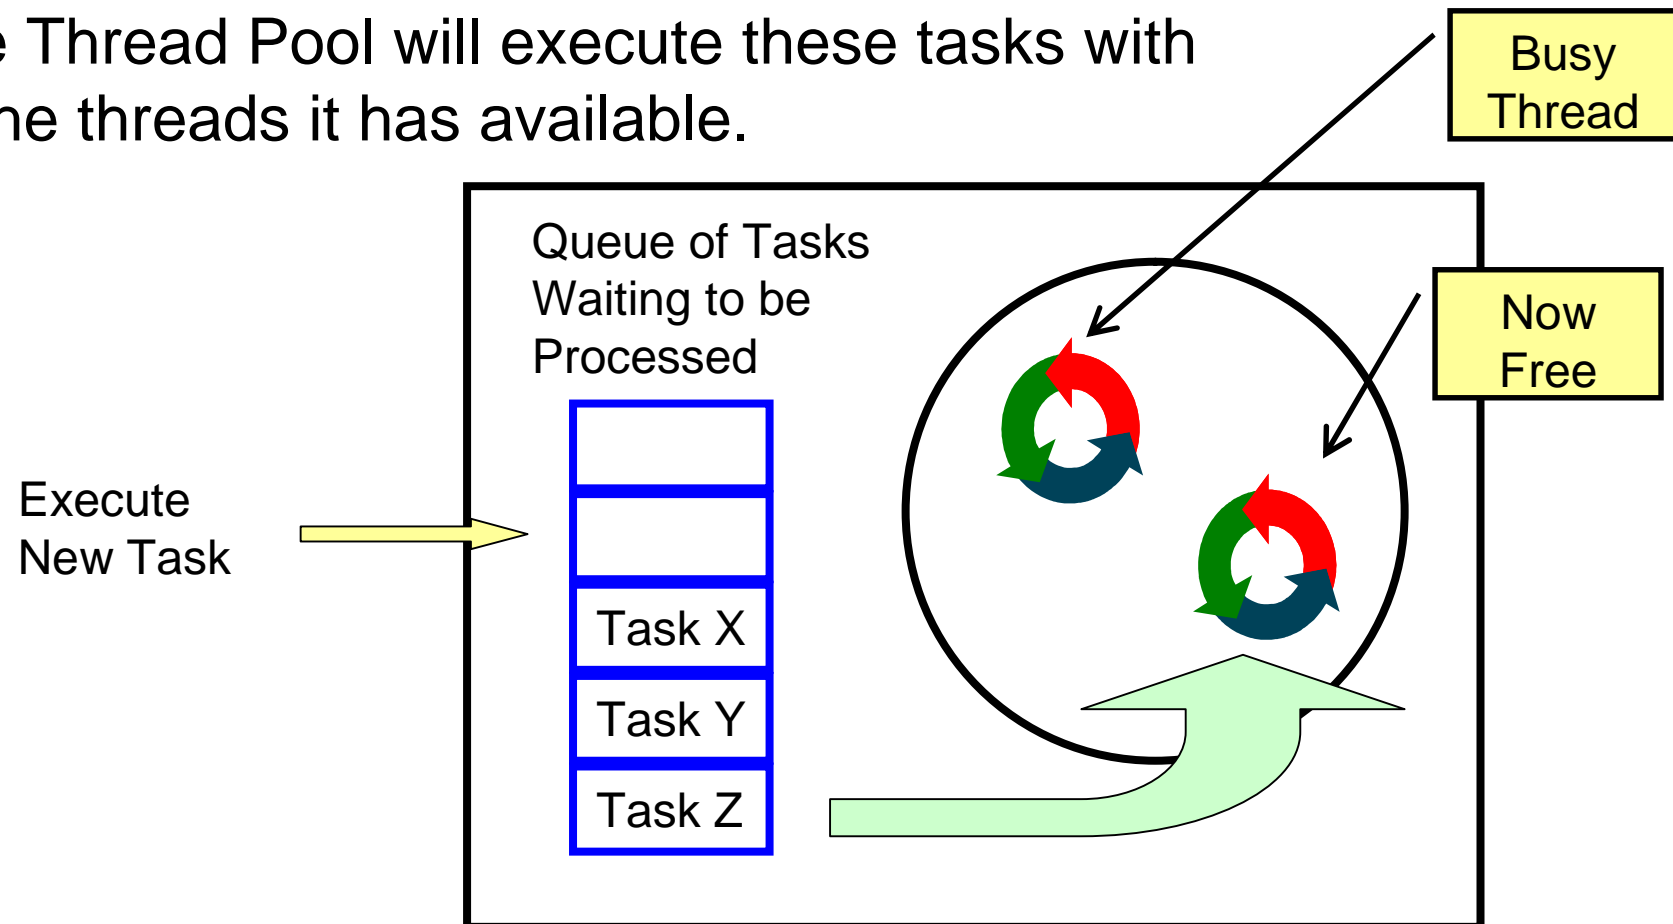 e Thread Pool will execute these tasks with
ne threads it has available.
Busy
Thread
Queue of Tasks
Waiting to be
Processed
Now
Free
Execute
New Task
Task X
Task Y
Task Z